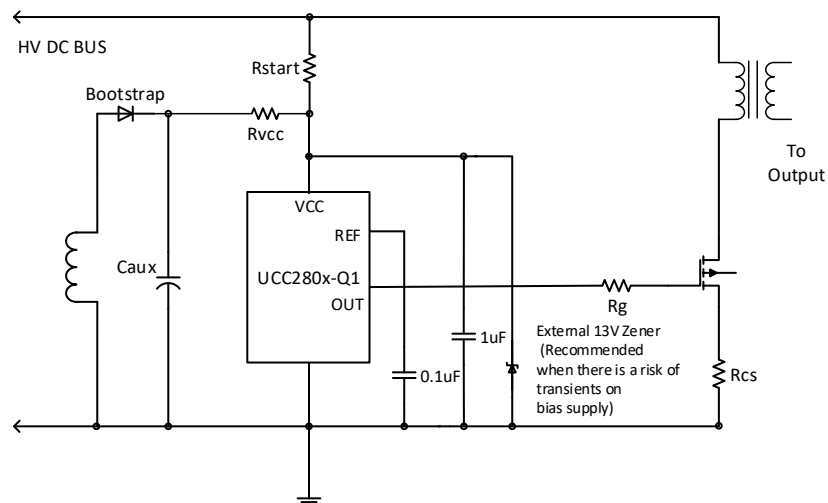 HV DC BUS
Rstart
Bootstrap
Rvcc
To
Output
VCC
REF
Caux
UCC280x-Q1
OUT
Rg
1uF
External 13V Zener
(Recommended
when there is a risk of
transients on
bias supply)
0.1uF
Rcs